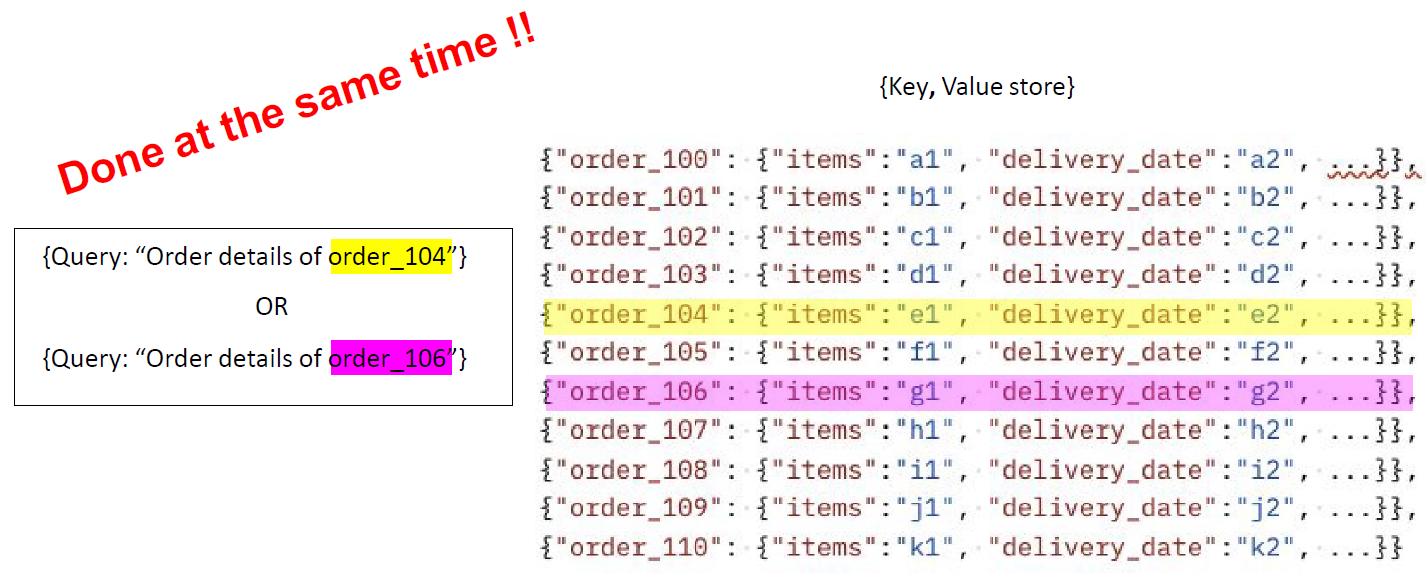 Done at the same time !!
{Key, Value store}
{Query: “Order details of order_104”}
OR
{Query: “Order details of order_106”}
{"order_100": {"items":"a1", "delivery_date":"a2", ...}},
{"order_101": {"items":"b1", "delivery_date":"b2", ...}},
{"order_102": {"items":"c1", "delivery_date":"c2", ...}},
{"order_103": {"items":"d1", "delivery_date":"d2", ...}},
{"order_104": {"items":"e1", "delivery_date":"e2", ...}},
{"order_105": {"items":"f1", "delivery_date":"f2", ...}},
{"order_106": {"items":"g1", "delivery_date":"g2", ...}},
{"order_107": {"items":"h1", "delivery_date":"h2", ...}},
{"order_108": {"items":"i1", "delivery_date":"i2", ...}},
{"order_109": {"items":"j1", "delivery_date":"j2", ...}},
{"order_110": {"items":"k1", "delivery_date":"k2", ...}}